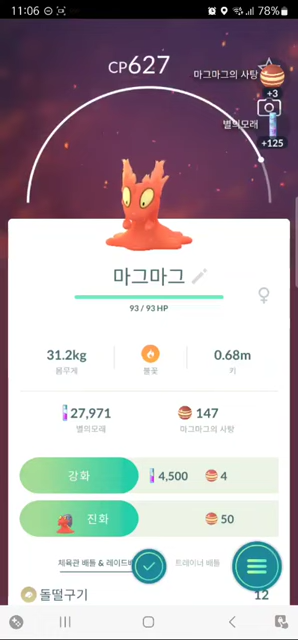 11:06
78%
CP627
마그마그의 사탕
+3
별의모래
+125
마그마그
93 / 93 HP
31.2kg
몸무게
불꽃
0.68m
키
27,971
별의모래
147
마그마그의 사탕
강화
4,500
4
진화
50
체육관 배틀 & 레이드배
트레이너 배틀
돌떨구기
12